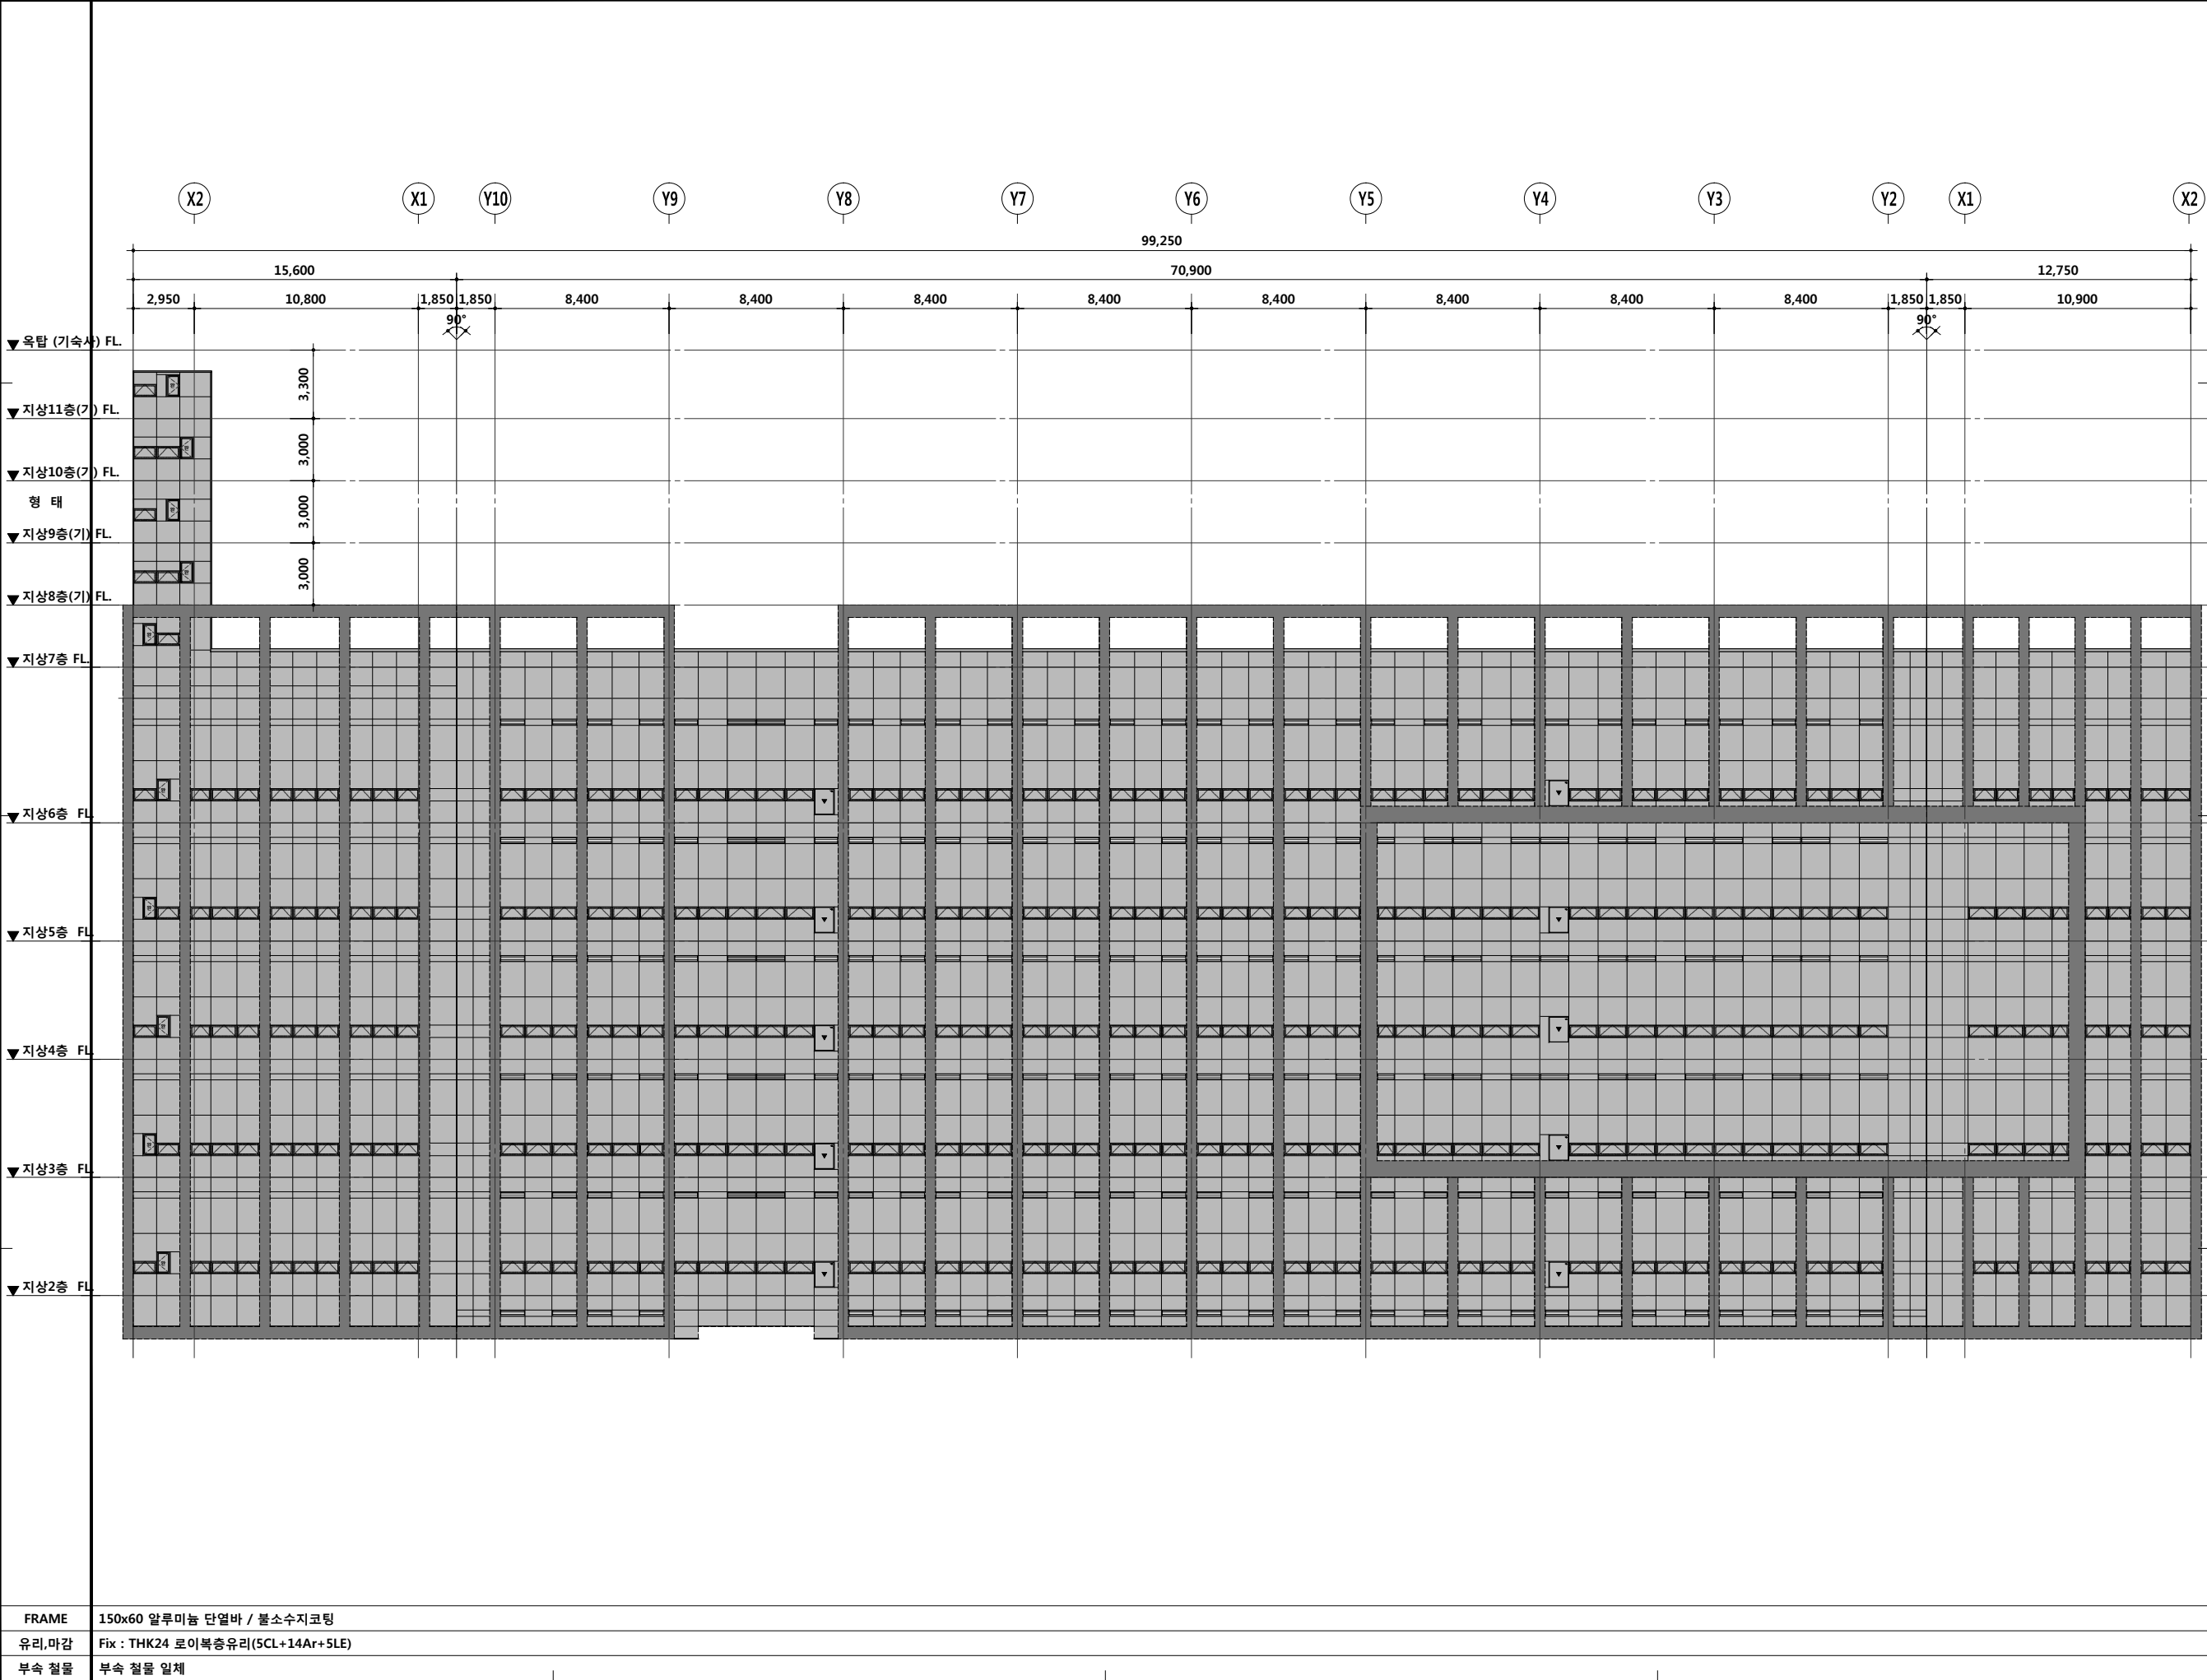 X2 X1 Y10 Y9 Y8 Y7 Y6 Y5 Y4 Y3 Y2 X1 X2
99,250
15,600 70,900 12,750
2,950 10,800 1,850 1,850 8,400 8,400 8,400 8,400 8,400 8,400 8,400 8,400 1,850 1,850 10,900
90° 90°
옥탑 (기숙사) FL.
3,300
지상11층(기) FL.
3,000
지상10층(기) FL.
형 태
3,000
지상9층(기) FL.
3,000
지상8층(기) FL.
지상7층 FL.
지상6층 FL.
지상5층 FL.
지상4층 FL.
지상3층 FL.
지상2층 FL.
FRAME 150x60 알루미늄 단열바 / 불소수지코팅
유리,마감 Fix : THK24 로이복층유리(5CL+14Ar+5LE)
부속 철물 부속 철물 일체